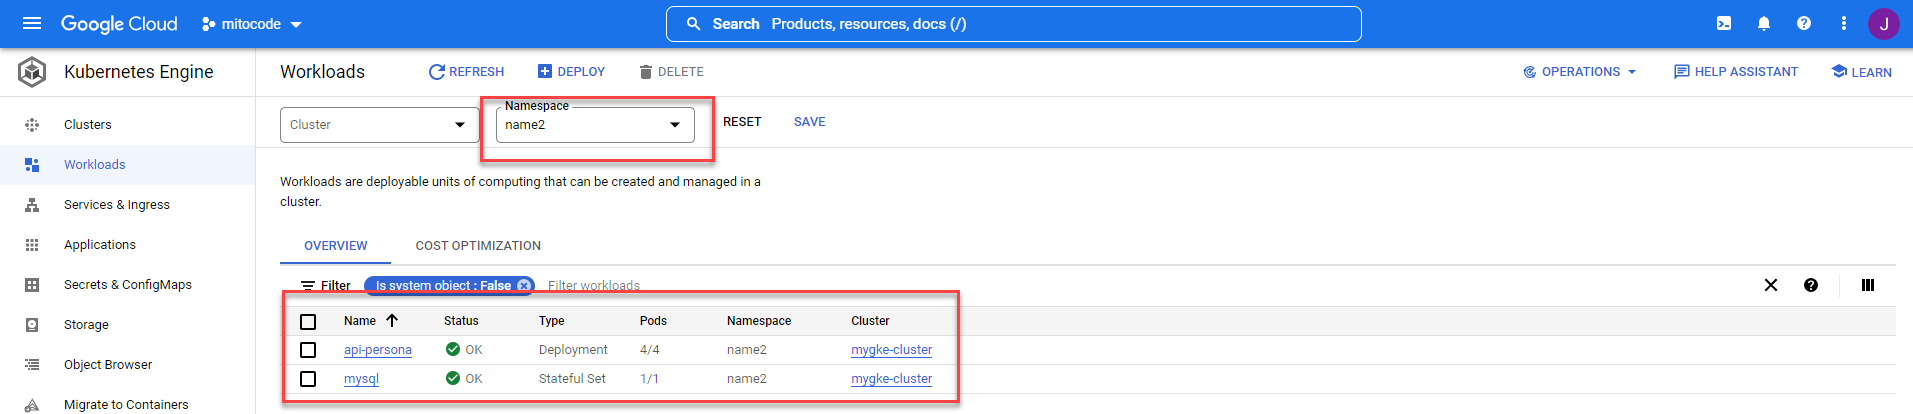 Google Cloud mitocode Search Products, resources, docs (/) J
Kubernetes Engine Workloads REFRESH DEPLOY DELETE OPERATIONS HELP ASSISTANT LEARN
Namespace
Cluster name2 RESET SAVE
Clusters
Workloads
Services & Ingress
Applications
Secrets & ConfigMaps
Storage
Object Browser
Migrate to Containers
Workloads are deployable units of computing that can be created and managed in a
cluster.
OVERVIEW COST OPTIMIZATION
Filter Is system object : False Filter workloads
Name Status Type Pods Namespace Cluster
api-persona OK Deployment 4/4 name2 mygke-cluster
mysql OK Stateful Set 1/1 name2 mygke-cluster